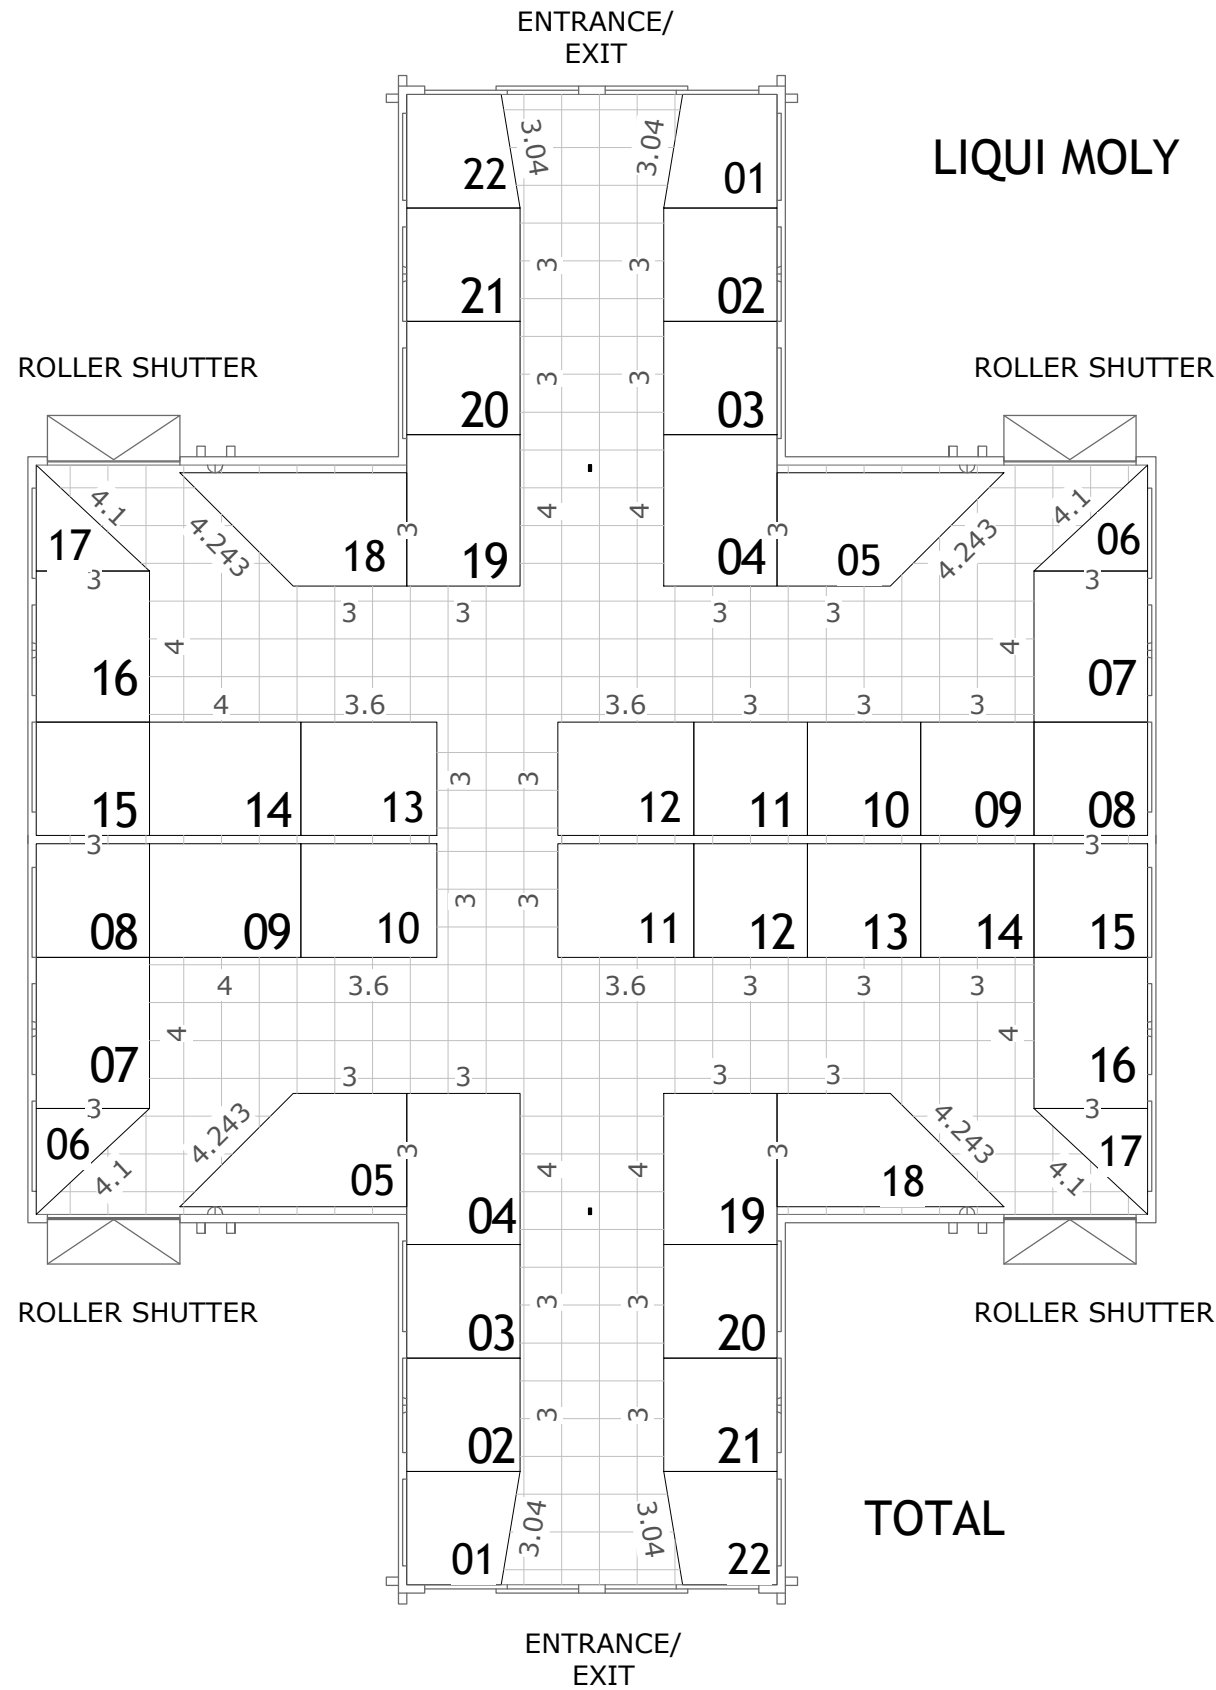 ENTRANCE/
EXIT
LIQUI MOLY
22 3.04 3.04 01
21 3 3 02
ROLLER SHUTTER ROLLER SHUTTER
20 3 3 03
17 4.1 4.243 18 3 19 4 4 04 3 05 4.243 4.1 06
3 3 3 3 3 3
16 4 4 07
4 3.6 3.6 3 3 3
15 14 13 3 3 12 11 10 09 08
3 3
08 09 10 3 3 11 12 13 14 15
4 3.6 3.6 3 3 3
07 4 4 16
3 3 3 3 3 3
06 4.1 4.243 05 3 04 4 4 19 3 18 4.243 4.1 17
ROLLER SHUTTER ROLLER SHUTTER
03 3 3 20
02 3 3 21
TOTAL
01 3.04 3.04 22
ENTRANCE/
EXIT